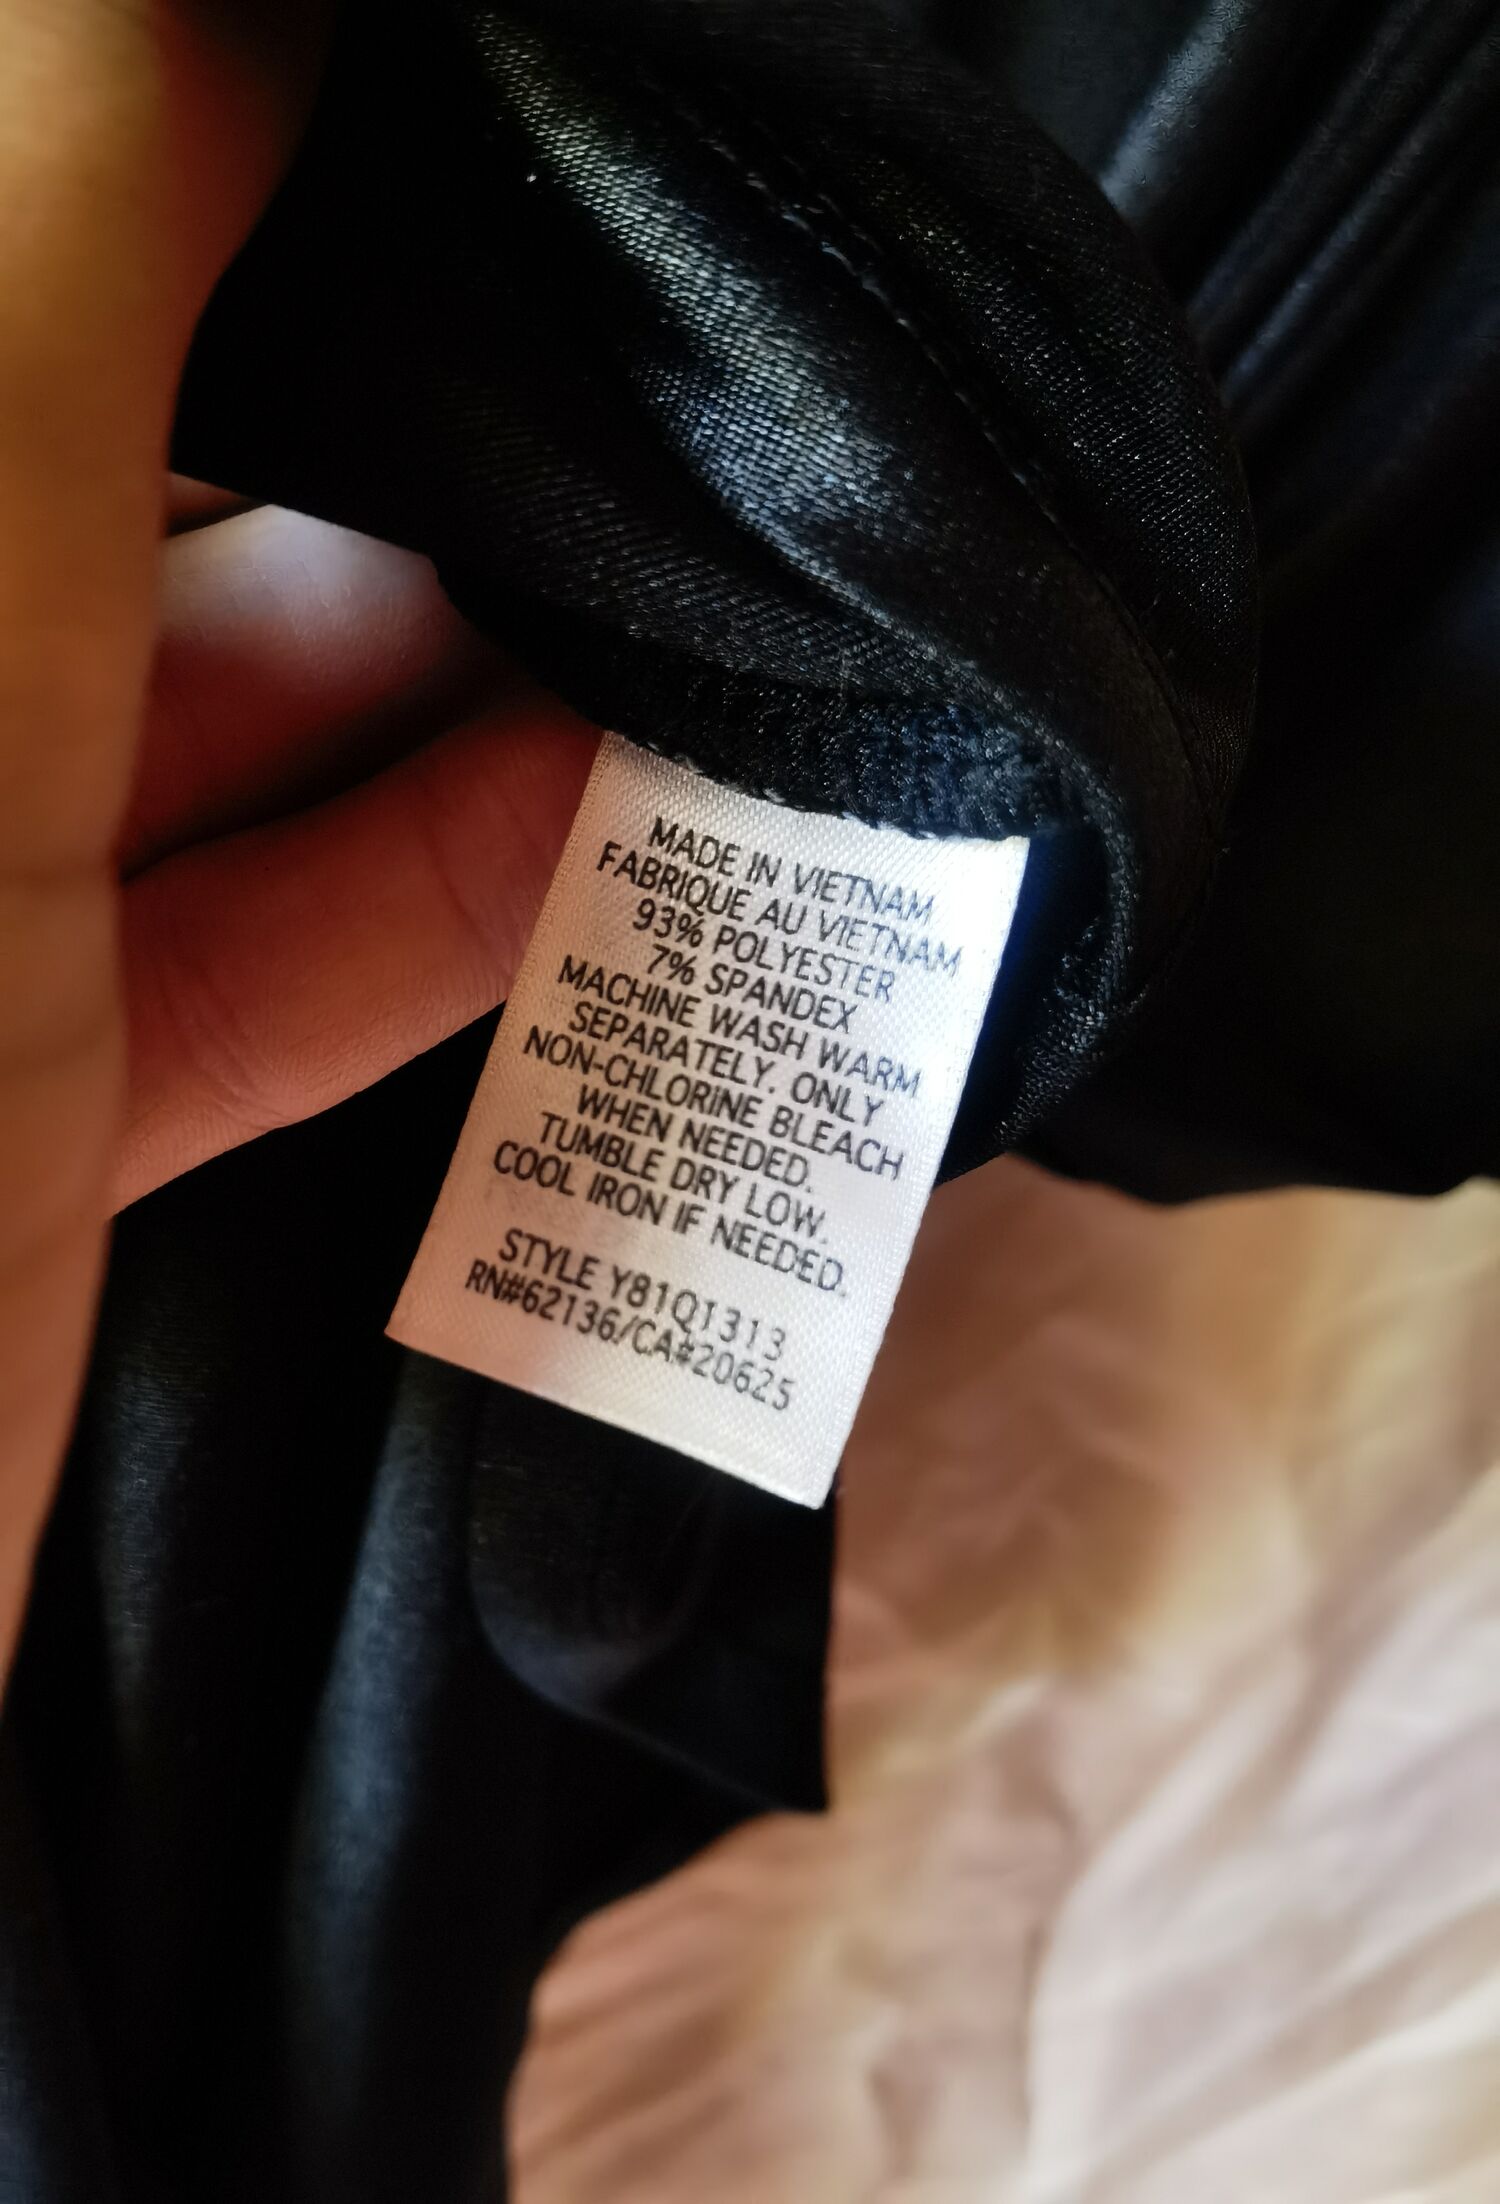 MADE IN VIETNAM
FABRIQUE AU VIETNAM
93% POLYESTER
7% SPANDEX
MACHINE WASH WARM
SEPARATELY. ONLY
NON-CHLORINE BLEACH
WHEN NEEDED.
TUMBLE DRY LOW.
COOL IRON IF NEEDED.
STYLE Y81Q1313
RN#62136/CA#20625